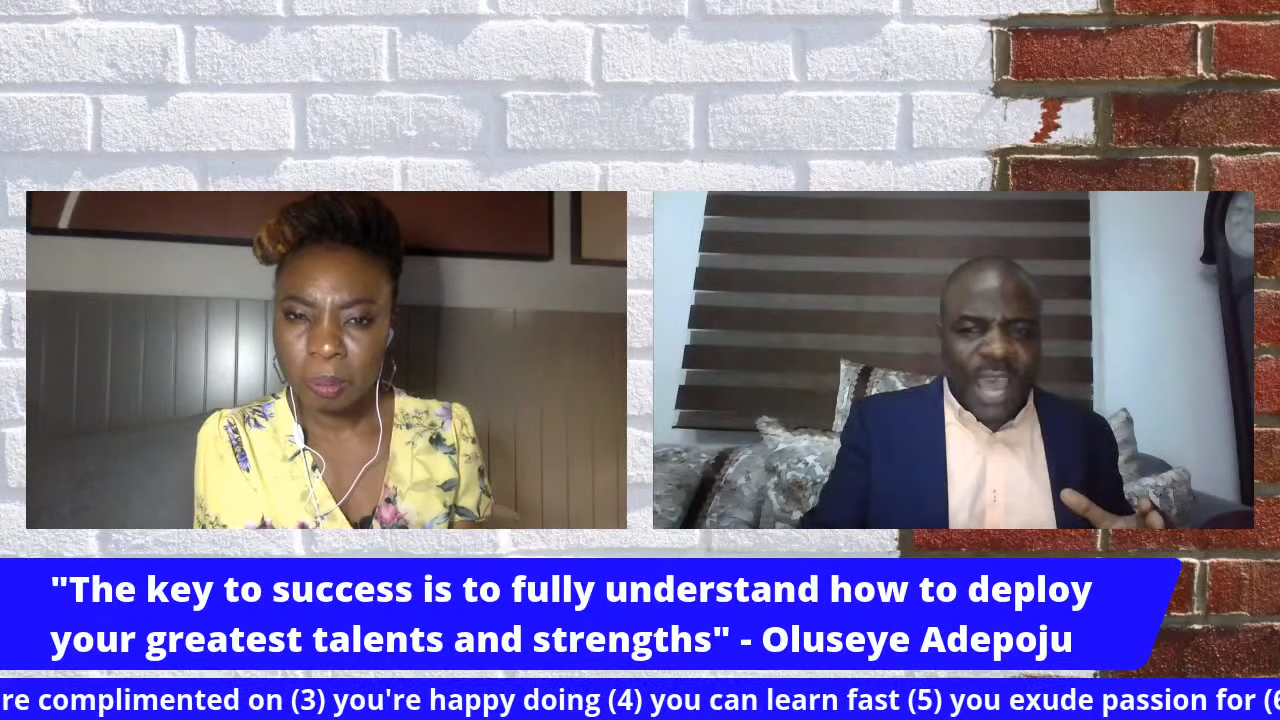 "The key to success is to fully understand how to deploy
your greatest talents and strengths" - Oluseye Adepoju
re complimented on (3) you're happy doing (4) you can learn fast (5) you exude passion for (6